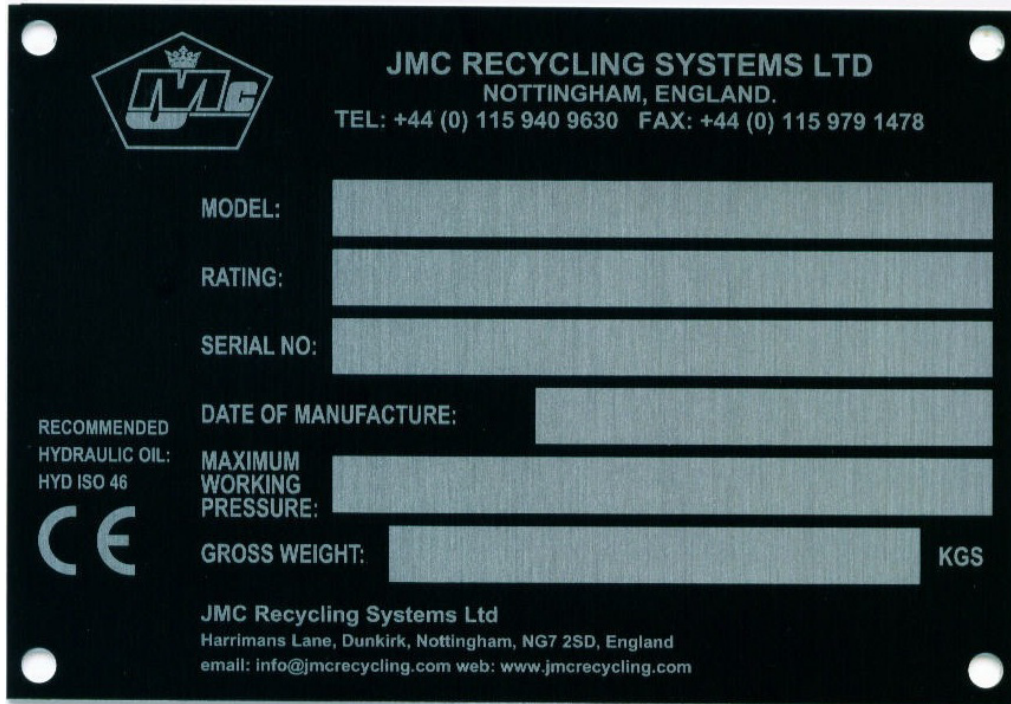 JMC
JMC RECYCLING SYSTEMS LTD
NOTTINGHAM, ENGLAND.
TEL: +44 (0) 115 940 9630 FAX: +44 (0) 115 979 1478
MODEL:
RATING:
SERIAL NO:
DATE OF MANUFACTURE:
RECOMMENDED
HYDRAULIC OIL:
HYD ISO 46
CE
MAXIMUM
WORKING
PRESSURE:
GROSS WEIGHT: KGS
JMC Recycling Systems Ltd
Harrimans Lane, Dunkirk, Nottingham, NG7 2SD, England
email: info@jmcrecycling.com web: www.jmcrecycling.com